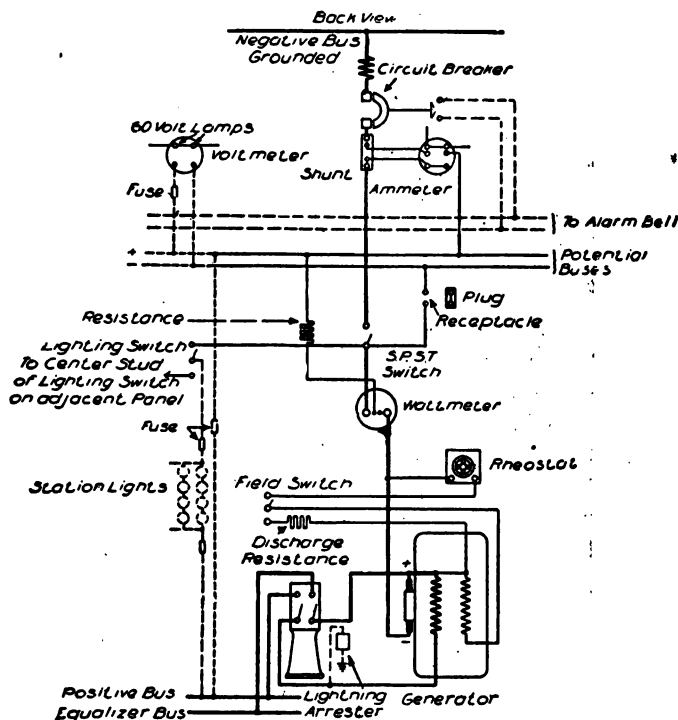 Back View
Negative Bus
Grounded
Circuit Breaker
60 Volt Lamps
Voltmeter
Shunt
Ammeter
Fuse
To Alarm Bell
+
Potential
Buses
-
Plug
Resistance
Receptacle
Lighting Switch
S.P.S.T
Switch
To Center Stud
of Lighting Switch
on adjacent Panel
Wattmeter
Fuse
Rheostat
Station Lights
Field Switch
Discharge
Resistance
+
-
Positive Bus
Lightning
Arrester
Generator
Equalizer Bus